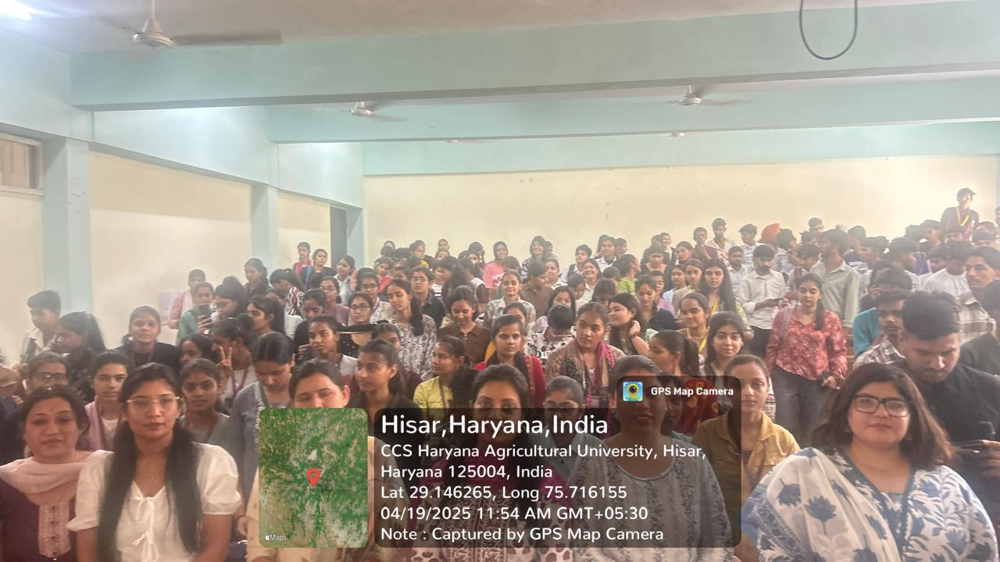 GPS Map Camera
Hisar,Haryana,India
CCS Haryana Agricultural University, Hisar,
Haryana 125004, India
Lat 29.146265, Long 75.716155
04/19/2025 11:54 AM GMT+05:30
Note : Captured by GPS Map Camera
Maps